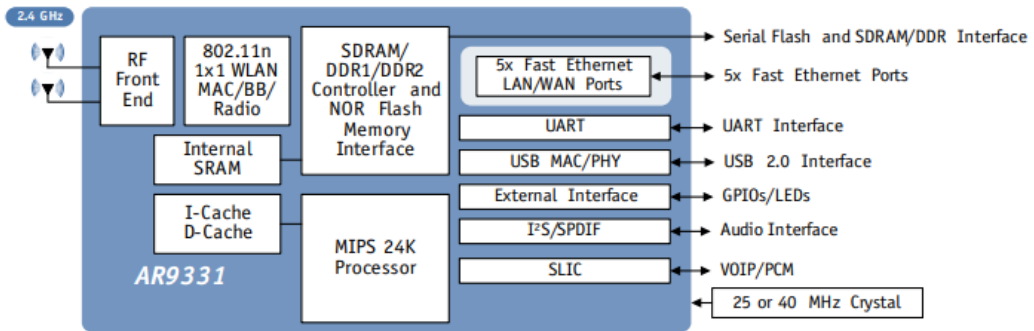 2.4 GHz
RF
Front
End
802.11n
1x1 WLAN
MAC/BB/
Radio
SDRAM/
DDR1/DDR2
Controller and
NOR Flash
Memory
Interface
Internal
SRAM
I-Cache
D-Cache
MIPS 24K
Processor
AR9331
5x Fast Ethernet
LAN/WAN Ports
UART
USB MAC/PHY
External Interface
I²S/SPDIF
SLIC
Serial Flash and SDRAM/DDR Interface
5x Fast Ethernet Ports
UART Interface
USB 2.0 Interface
GPIOs/LEDs
Audio Interface
VOIP/PCM
25 or 40 MHz Crystal